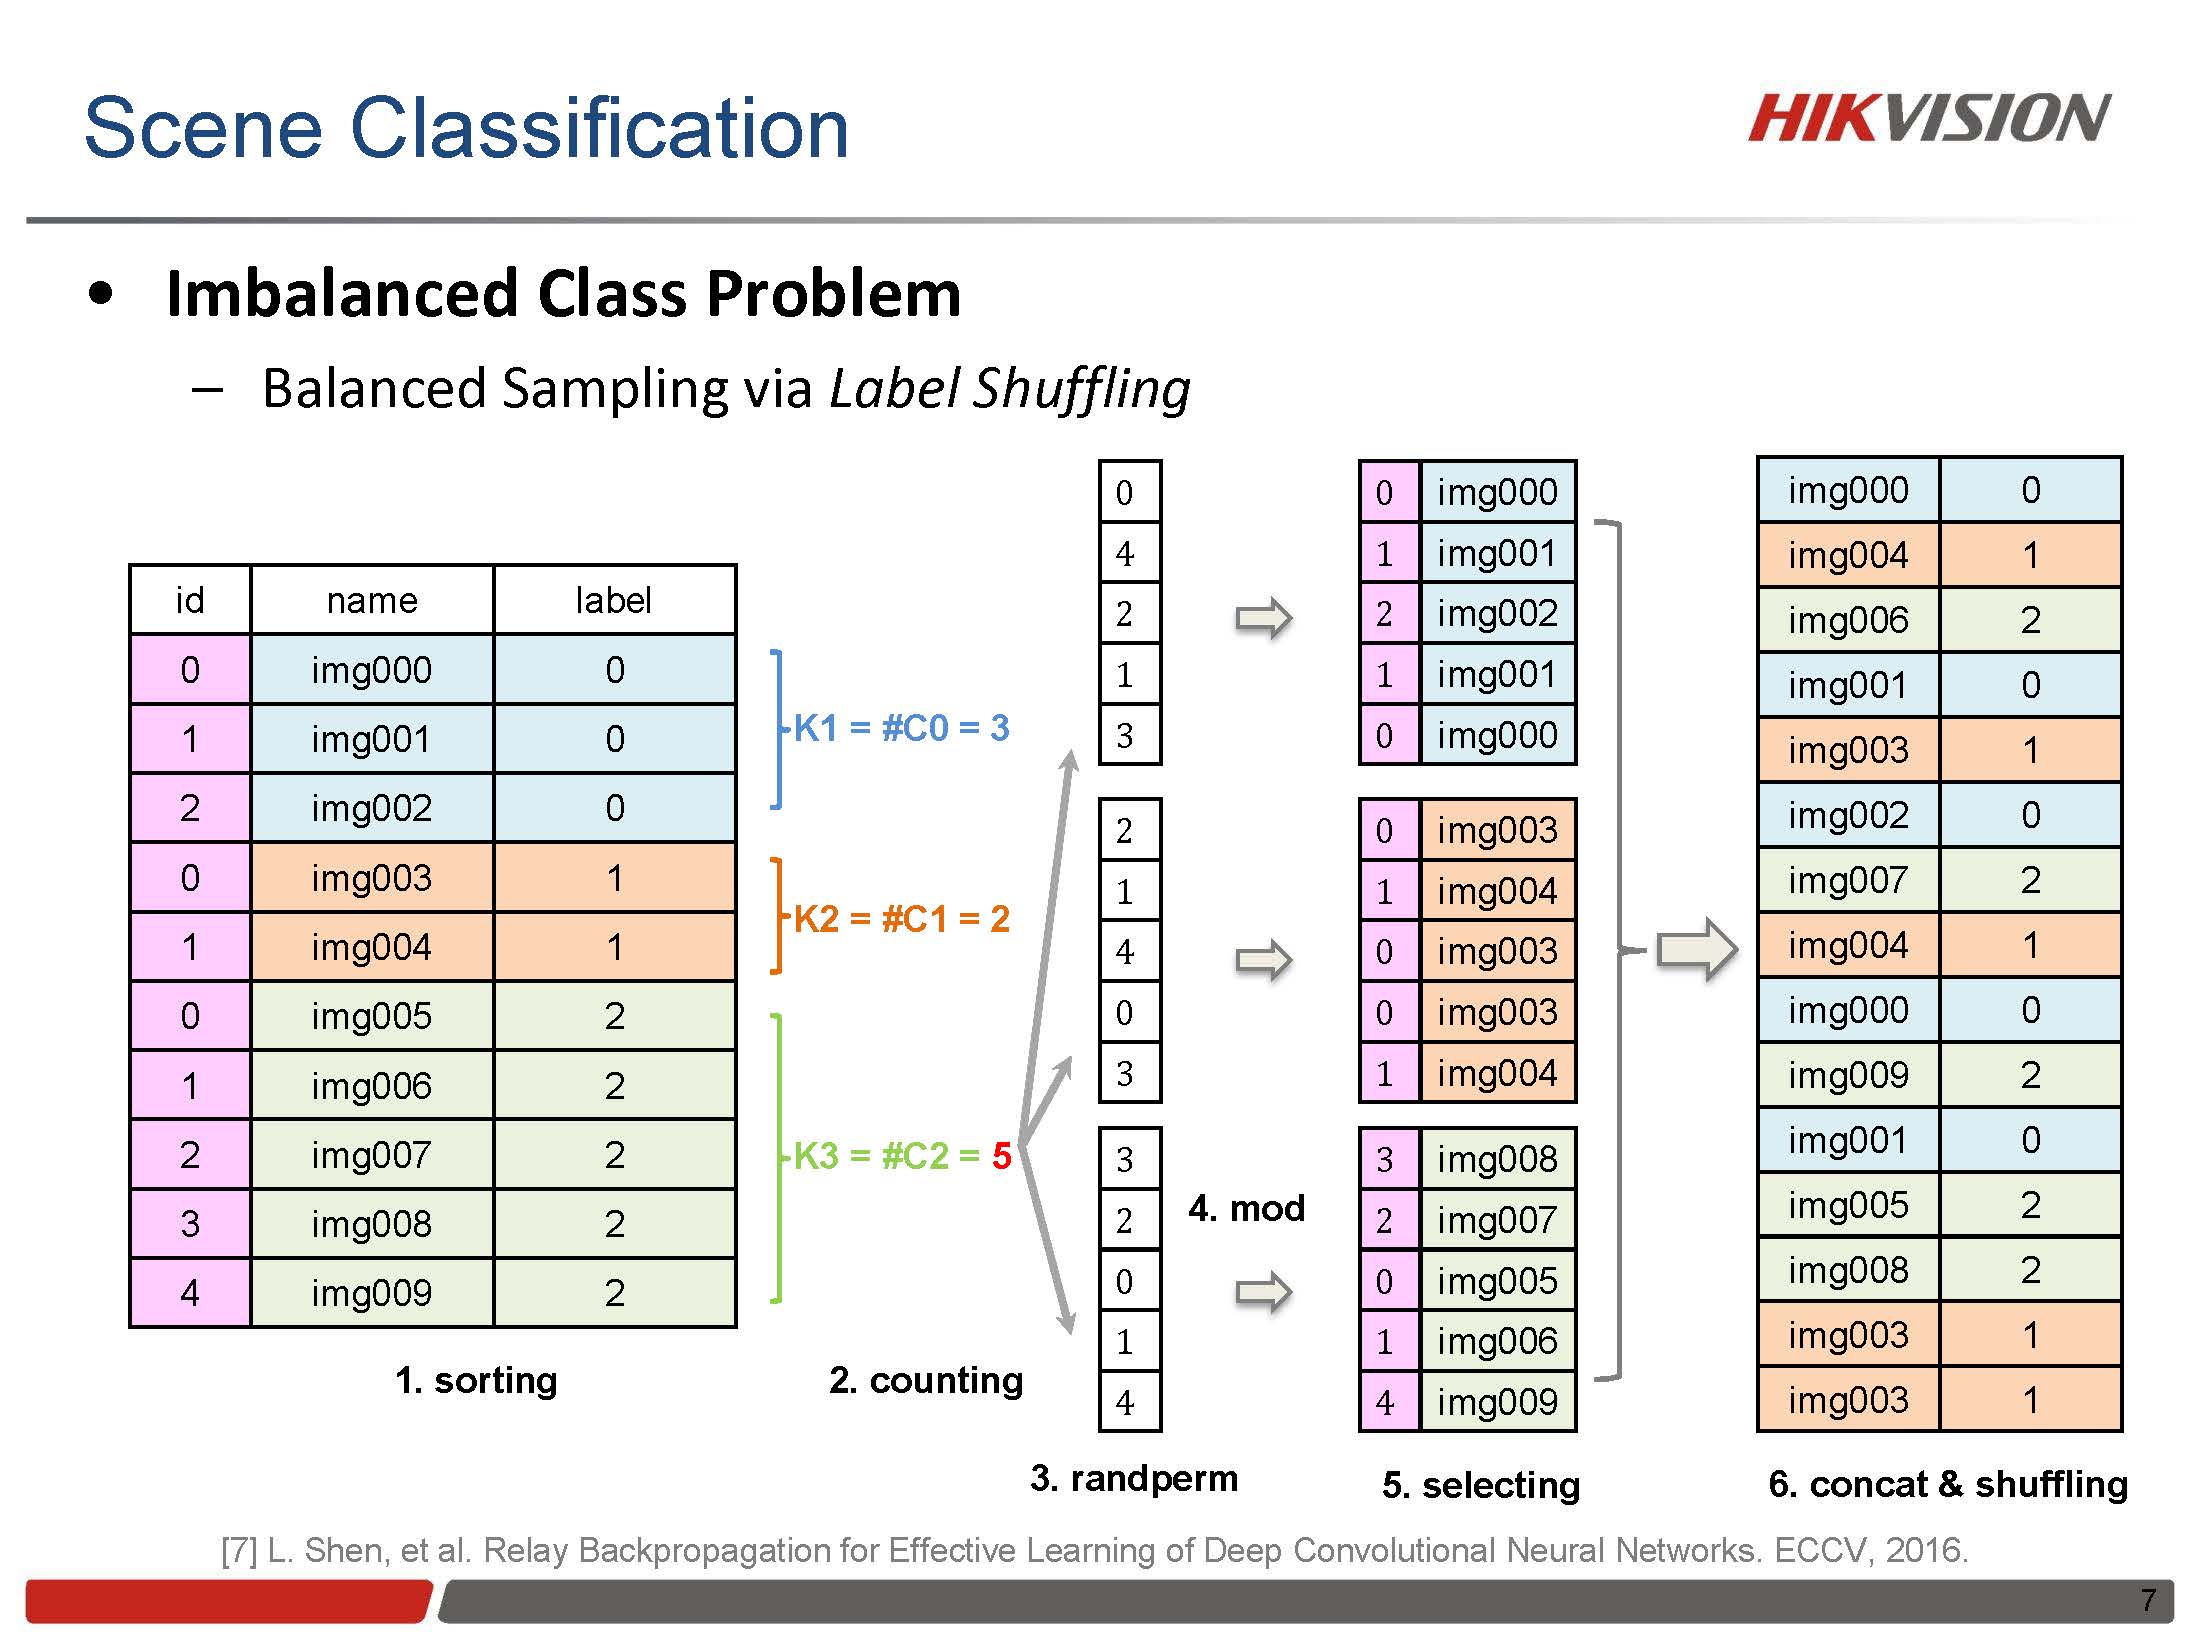 Scene Classification
HIKVISION
• Imbalanced Class Problem
– Balanced Sampling via Label Shuffling
id name label
0 img000 0
1 img001 0
2 img002 0
0 img003 1
1 img004 1
0 img005 2
1 img006 2
2 img007 2
3 img008 2
4 img009 2
1. sorting
K1 = #C0 = 3
K2 = #C1 = 2
K3 = #C2 = 5
2. counting
0
4
2
1
3
2
1
4
0
3
3
2
0
1
4
3. randperm
4. mod
0 img000
1 img001
2 img002
1 img001
0 img000
0 img003
1 img004
0 img003
0 img003
1 img004
3 img008
2 img007
0 img005
1 img006
4 img009
5. selecting
img000 0
img004 1
img006 2
img001 0
img003 1
img002 0
img007 2
img004 1
img000 0
img009 2
img001 0
img005 2
img008 2
img003 1
img003 1
6. concat & shuffling
[7] L. Shen, et al. Relay Backpropagation for Effective Learning of Deep Convolutional Neural Networks. ECCV, 2016.
7